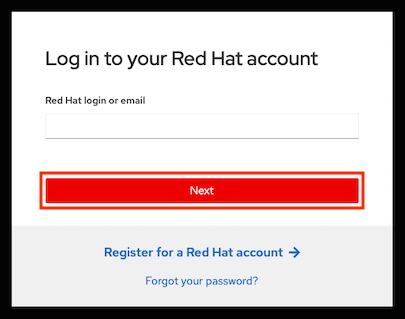 Log in to your Red Hat account
Red Hat login or email
Next
Register for a Red Hat account →
Forgot your password?